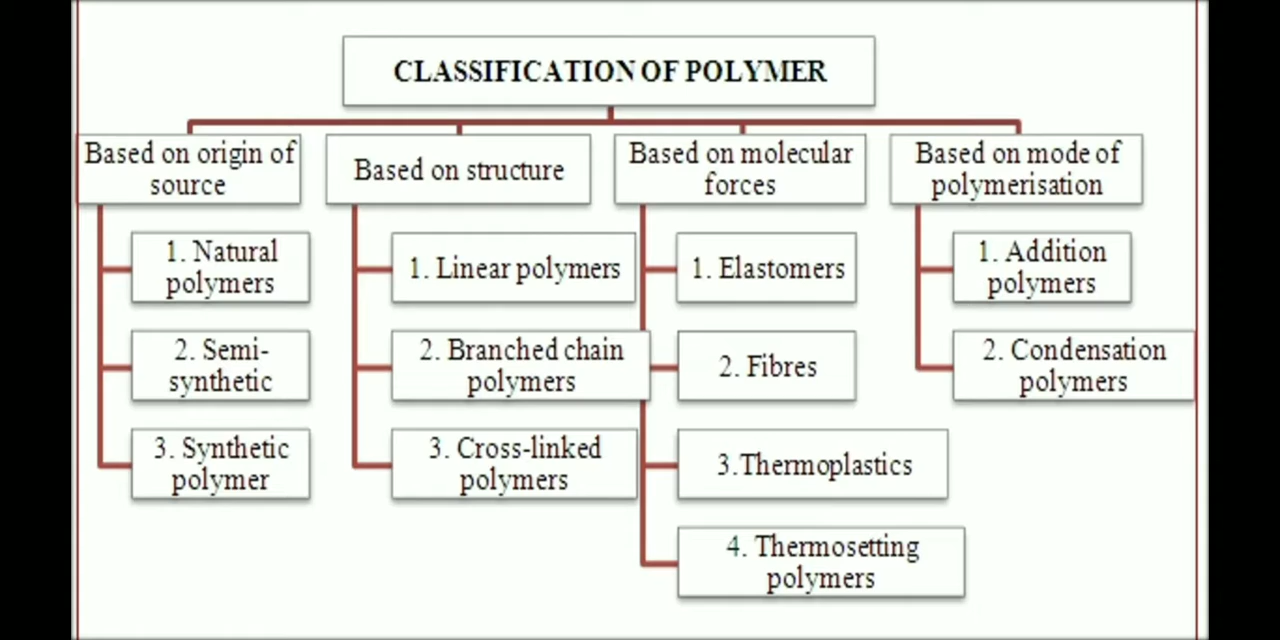 CLASSIFICATION OF POLYMER
Based on origin of
source
1. Natural
polymers
2. Semi-
synthetic
3. Synthetic
polymer
Based on structure
1. Linear polymers
2. Branched chain
polymers
3. Cross-linked
polymers
Based on molecular
forces
1. Elastomers
2. Fibres
3.Thermoplastics
4. Thermosetting
polymers
Based on mode of
polymerisation
1. Addition
polymers
2. Condensation
polymers